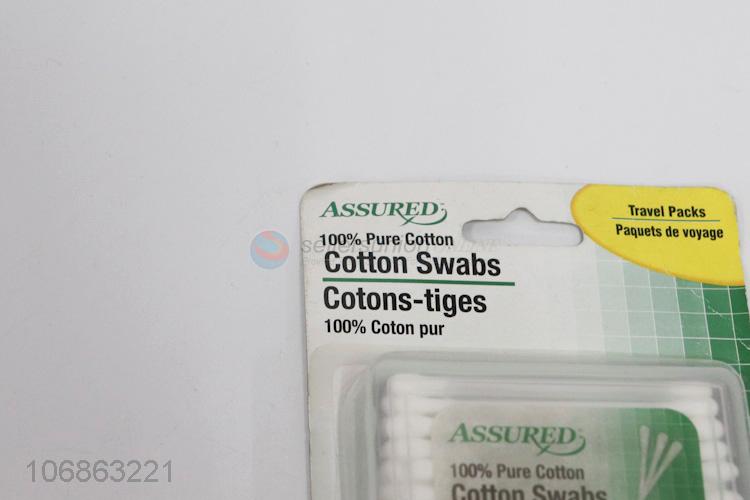 ASSURED
100% Pure Cotton
Cotton Swabs
Cotons-tiges
100% Coton pur
Travel Packs
Paquets de voyage
ASSURED
100% Pure Cotton
Cotton Swabs
106863221